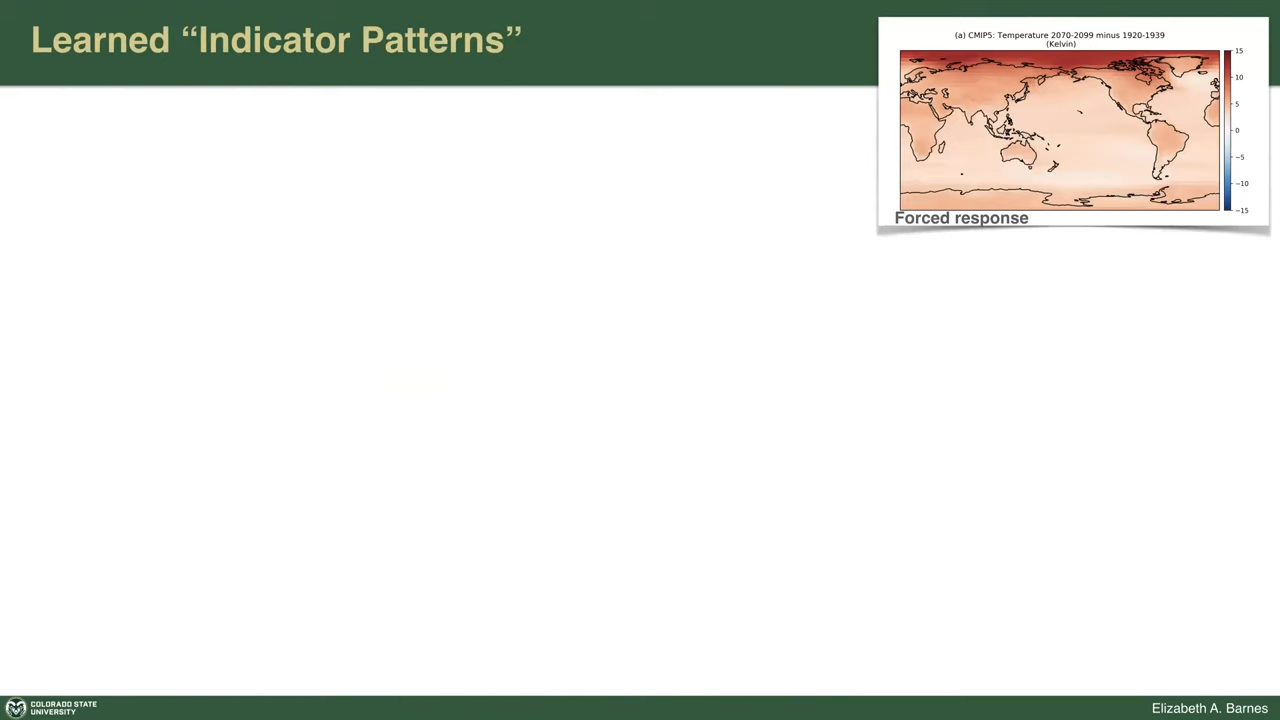 Learned “Indicator Patterns”
(a) CMIP5: Temperature 2070-2099 minus 1920-1939
(Kelvin)
15
10
5
0
−5
−10
−15
Forced response
COLORADO STATE
UNIVERSITY
Elizabeth A. Barnes